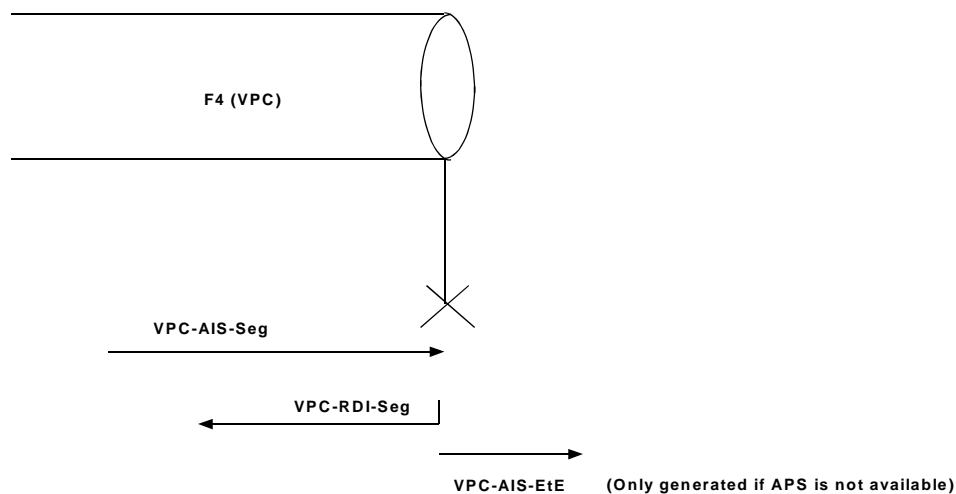 F4 (VPC)
VPC-AIS-Seg
VPC-RDI-Seg
VPC-AIS-EtE (Only generated if APS is not available)